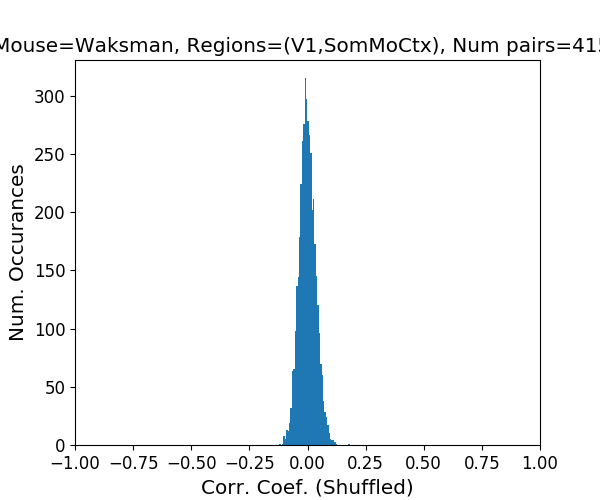 Mouse=Waksman, Regions=(V1,SomMoCtx), Num pairs=415
300
250
200
150
100
50
0
Num. Occurances
−1.00 −0.75 −0.50 −0.25 0.00 0.25 0.50 0.75 1.00
Corr. Coef. (Shuffled)